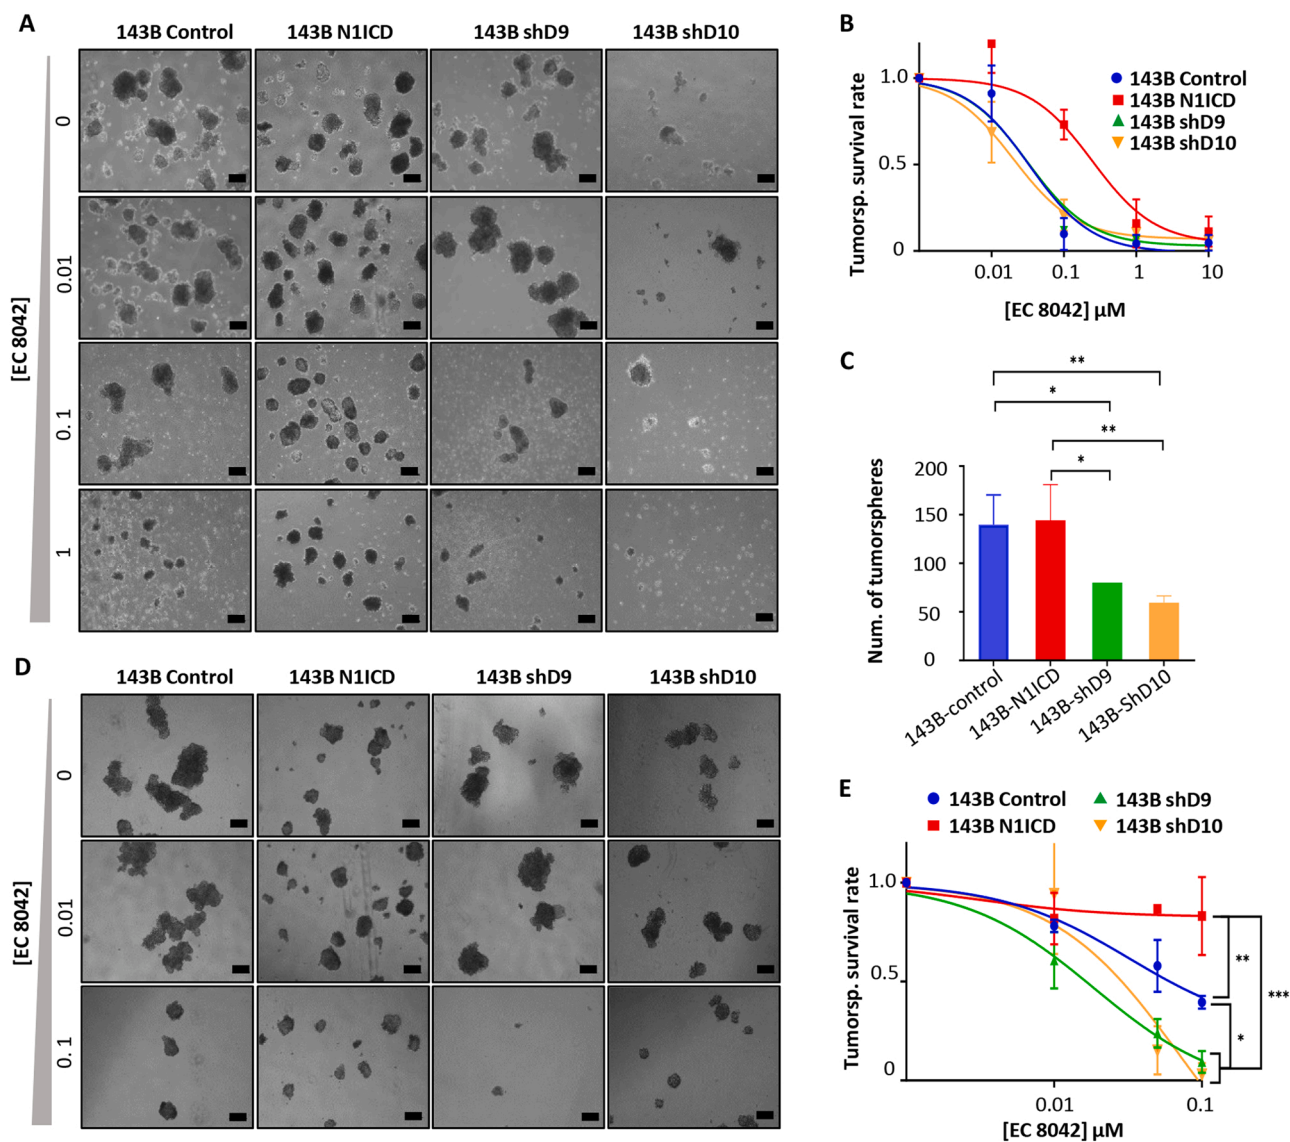 A
143B Control
143B N1ICD
143B shD9
143B shD10
[EC 8042]
0
0.01
0.1
1
B
Tumorsp. survival rate
1.0
0.5
0
0.01
0.1
1
10
[EC 8042] µM
143B Control
143B N1ICD
143B shD9
143B shD10
C
**
*
**
*
Num. of tumorspheres
200
150
100
50
0
143B-control
143B-N1ICD
143B-shD9
143B-ShD10
D
143B Control
143B N1ICD
143B shD9
143B shD10
[EC 8042]
0
0.01
0.1
E
143B Control
143B N1ICD
143B shD9
143B shD10
Tumorsp. survival rate
1.0
0.5
0
0.01
0.1
[EC 8042] µM
**
*
***